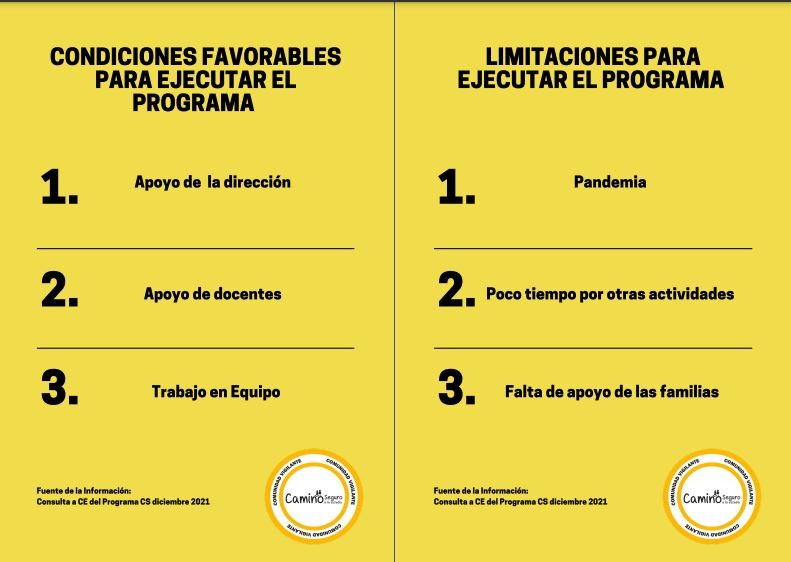 CONDICIONES FAVORABLES
PARA EJECUTAR EL
PROGRAMA
1.
Apoyo de la dirección
2.
Apoyo de docentes
3.
Trabajo en Equipo
Fuente de la Información:
Consulta a CE del Programa CS diciembre 2021
COMUNIDAD VIGILANTE
COMUNIDAD VIGILANTE
COMUNIDAD VIGILANTE
Camino Seguro
LIMITACIONES PARA
EJECUTAR EL PROGRAMA
1.
Pandemia
2.
Poco tiempo por otras actividades
3.
Falta de apoyo de las familias
Fuente de la Información:
Consulta a CE del Programa CS diciembre 2021
COMUNIDAD VIGILANTE
COMUNIDAD VIGILANTE
COMUNIDAD VIGILANTE
Camino Seguro